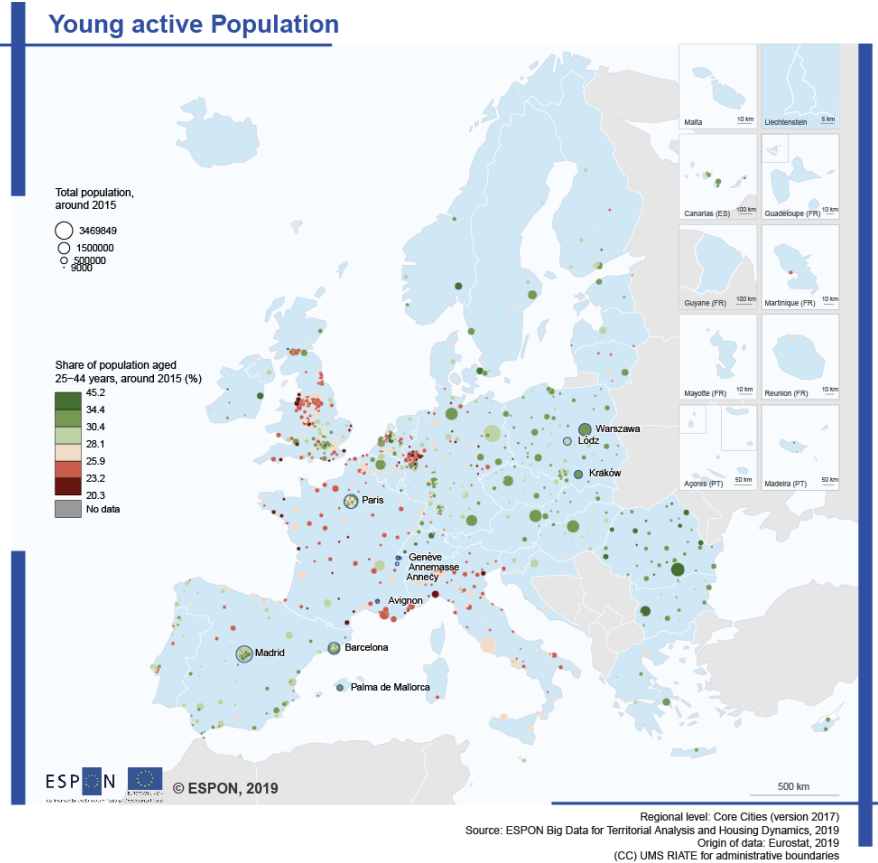 Young active Population
Malta
10 km
Liechtenstein
5 km
Total population,
around 2015
3469849
1500000
500000
9000
Canarias (ES)
100 km
Guadeloupe (FR)
10 km
Guyane (FR)
100 km
Martinique (FR)
10 km
Share of population aged
25–44 years, around 2015 (%)
45.2
34.4
30.4
28.1
25.9
23.2
20.3
No data
Mayotte (FR)
10 km
Reunion (FR)
10 km
Açores (PT)
50 km
Madeira (PT)
50 km
Warszawa
Lódz
Kraków
Paris
Genève
Annemasse
Annecy
Avignon
Madrid
Barcelona
Palma de Mallorca
ESPON
© ESPON, 2019
500 km
Regional level: Core Cities (version 2017)
Source: ESPON Big Data for Territorial Analysis and Housing Dynamics, 2019
Origin of data: Eurostat, 2019
(CC) UMS RIATE for administrative boundaries